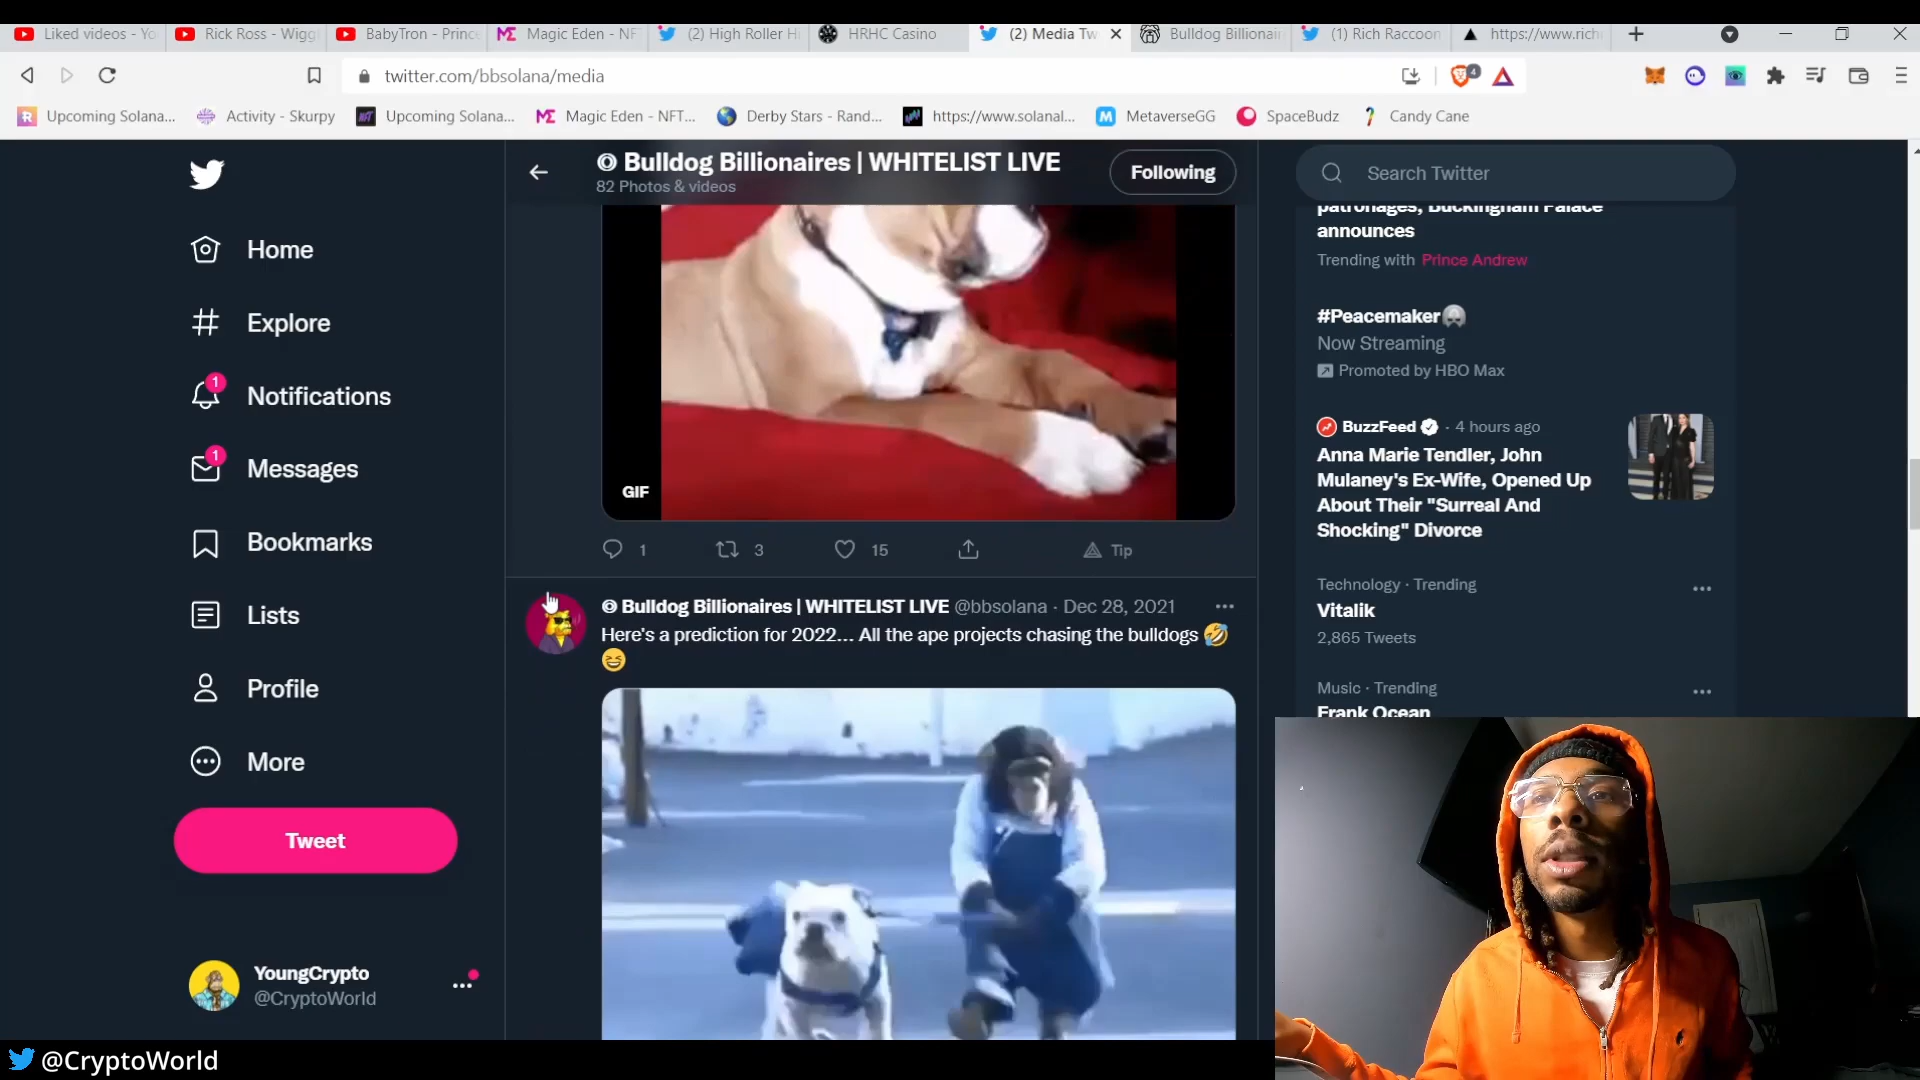 Liked videos - Yo
Rick Ross - Wiggl
BabyTron - Prince
Magic Eden - NF
(2) High Roller Hi
HRHC Casino
(2) Media Tw
Bulldog Billionair
(1) Rich Raccoon
https://www.rich
twitter.com/bbsolana/media
4
Upcoming Solana...
Activity - Skurpy
Upcoming Solana...
Magic Eden - NFT...
Derby Stars - Rand...
https://www.solanal...
MetaverseGG
SpaceBudz
Candy Cane
Bulldog Billionaires | WHITELIST LIVE
82 Photos & videos
Following
Search Twitter
Home
Explore
1
Notifications
1
Messages
Bookmarks
Lists
Profile
More
Tweet
YoungCrypto
@CryptoWorld
GIF
1
3
15
Tip
Bulldog Billionaires | WHITELIST LIVE @bbsolana · Dec 28, 2021
Here's a prediction for 2022... All the ape projects chasing the bulldogs 🤣
😆
patronages, Buckingham Palace
announces
Trending with Prince Andrew
#Peacemaker
Now Streaming
Promoted by HBO Max
BuzzFeed · 4 hours ago
Anna Marie Tendler, John
Mulaney's Ex-Wife, Opened Up
About Their "Surreal And
Shocking" Divorce
Technology · Trending
Vitalik
2,865 Tweets
Music · Trending
Frank Ocean
@CryptoWorld